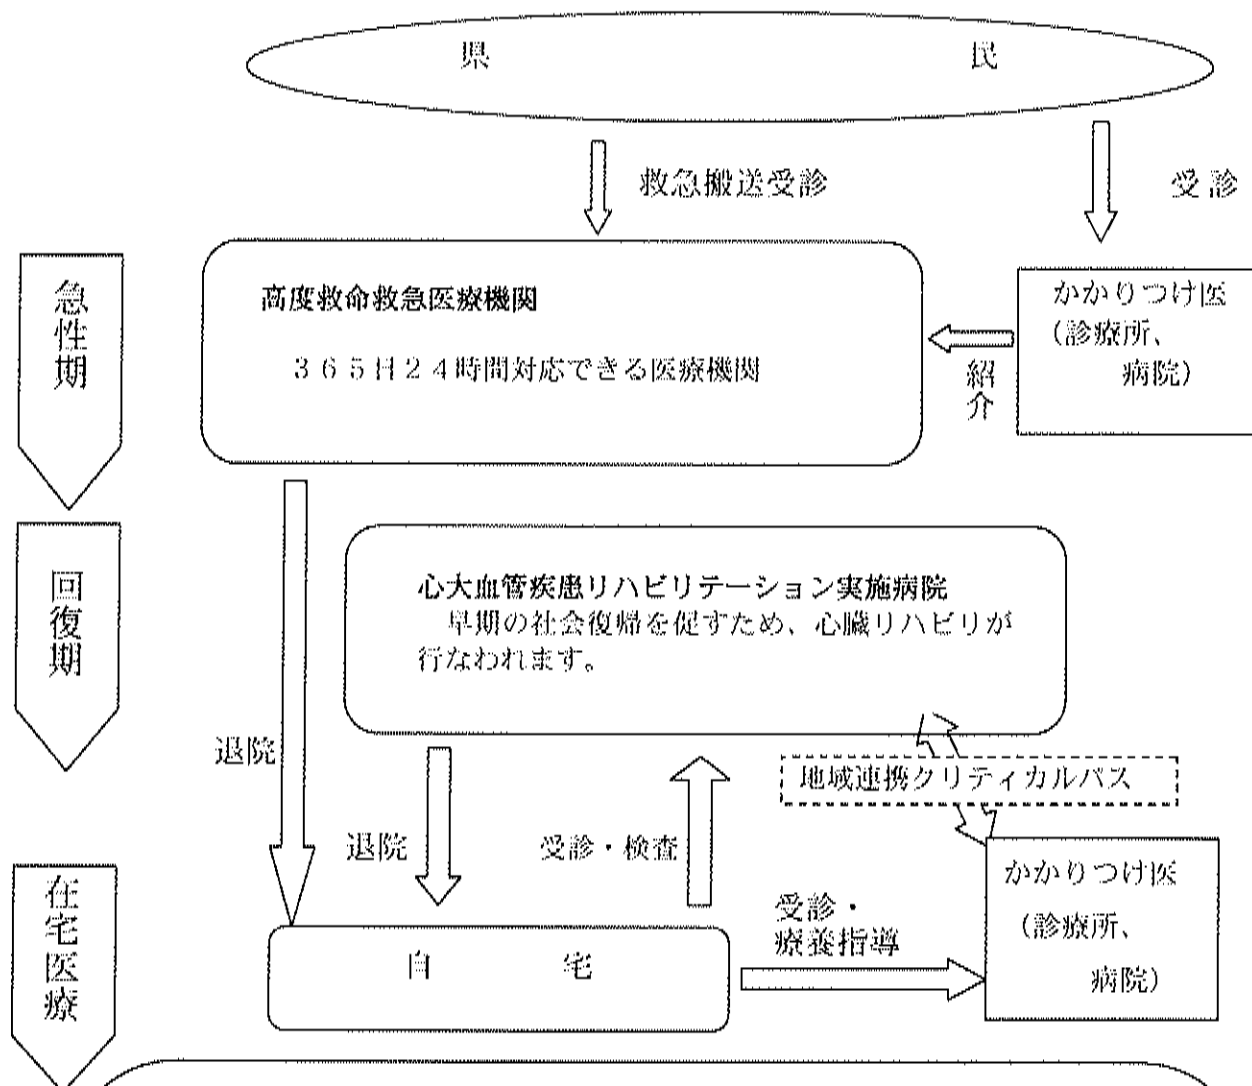 県 民
救急搬送受診
受 診
急性期
高度救命救急医療機関
365日24時間対応できる医療機関
紹介
かかりつけ医
(診療所、
病院)
回復期
心大血管疾患リハビリテーション実施病院
早期の社会復帰を促すため、心臓リハビリが
行なわれます。
退院
退院
受診・検査
地域連携クリティカルパス
在宅医療
自 宅
受診・
療養指導
かかりつけ医
(診療所、
病院)